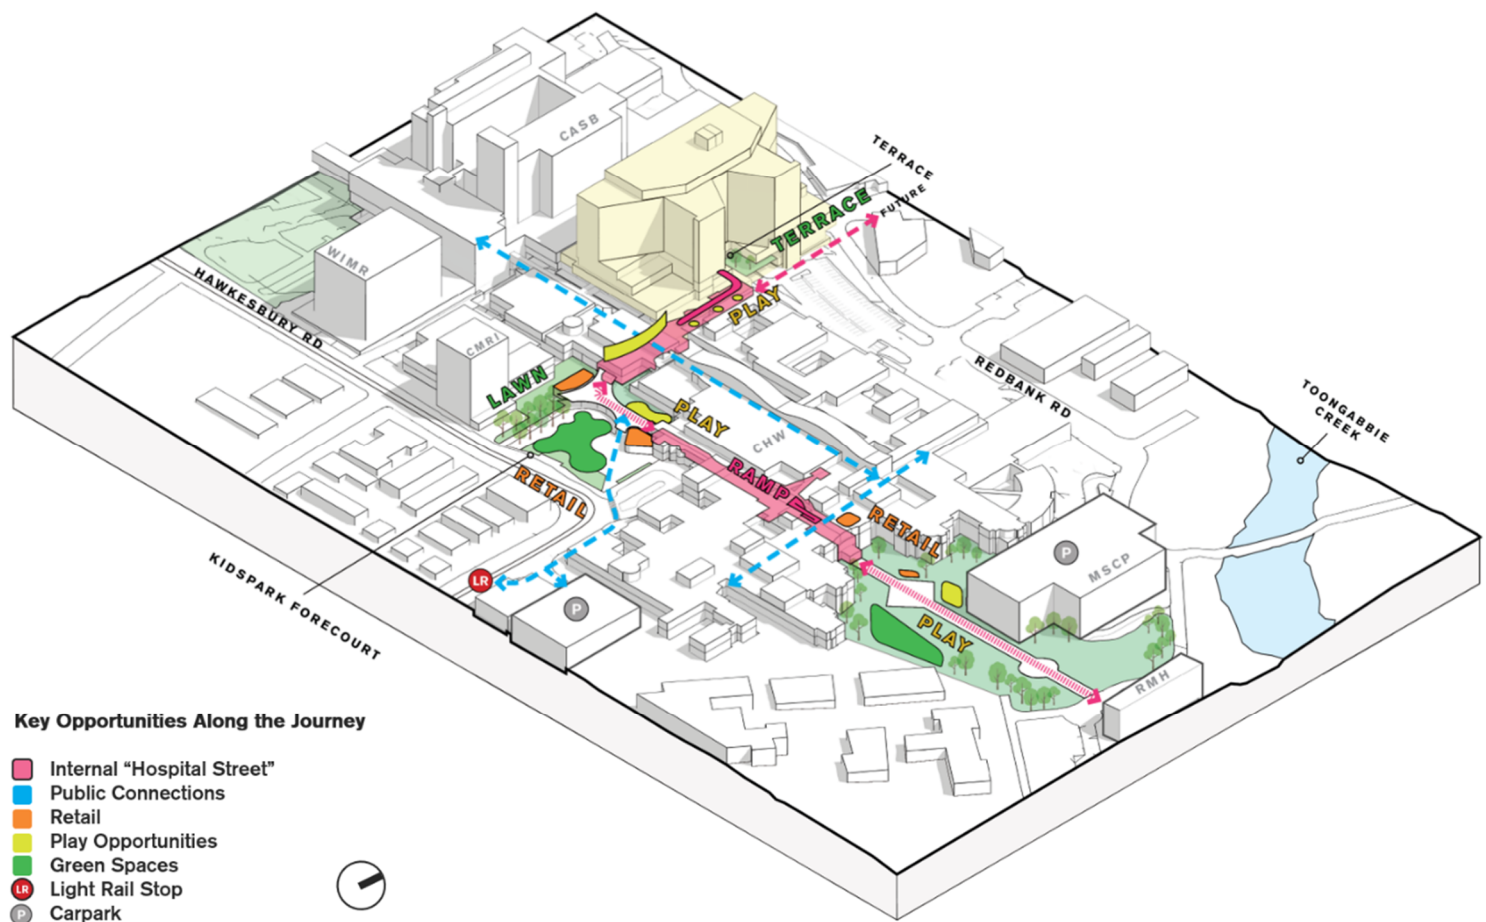 CASB
TERRACE
FUTURE
TERRACE
WIMR
HAWKESBURY RD
PLAY
CMRI
LAWN
REDBANK RD
TOONGABBIE
CREEK
PLAY
CHW
RAMP
RETAIL
RETAIL
P
MSCP
KIDSPARK FORECOURT
LR
P
PLAY
RMH
Key Opportunities Along the Journey
Internal “Hospital Street”
Public Connections
Retail
Play Opportunities
Green Spaces
LR Light Rail Stop
P Carpark